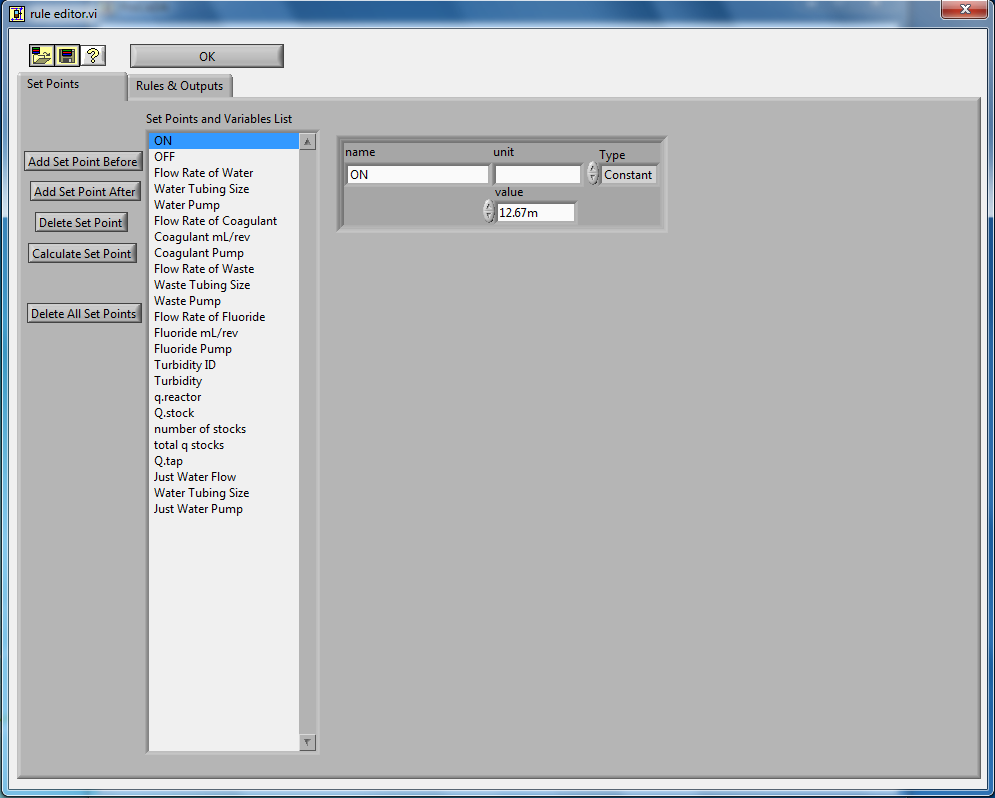 rule editor.vi
OK
Set Points
Rules & Outputs
Set Points and Variables List
Add Set Point Before
Add Set Point After
Delete Set Point
Calculate Set Point
Delete All Set Points
ON
OFF
Flow Rate of Water
Water Tubing Size
Water Pump
Flow Rate of Coagulant
Coagulant mL/rev
Coagulant Pump
Flow Rate of Waste
Waste Tubing Size
Waste Pump
Flow Rate of Fluoride
Fluoride mL/rev
Fluoride Pump
Turbidity ID
Turbidity
q.reactor
Q.stock
number of stocks
total q stocks
Q.tap
Just Water Flow
Water Tubing Size
Just Water Pump
name
unit
Type
ON
Constant
value
12.67m